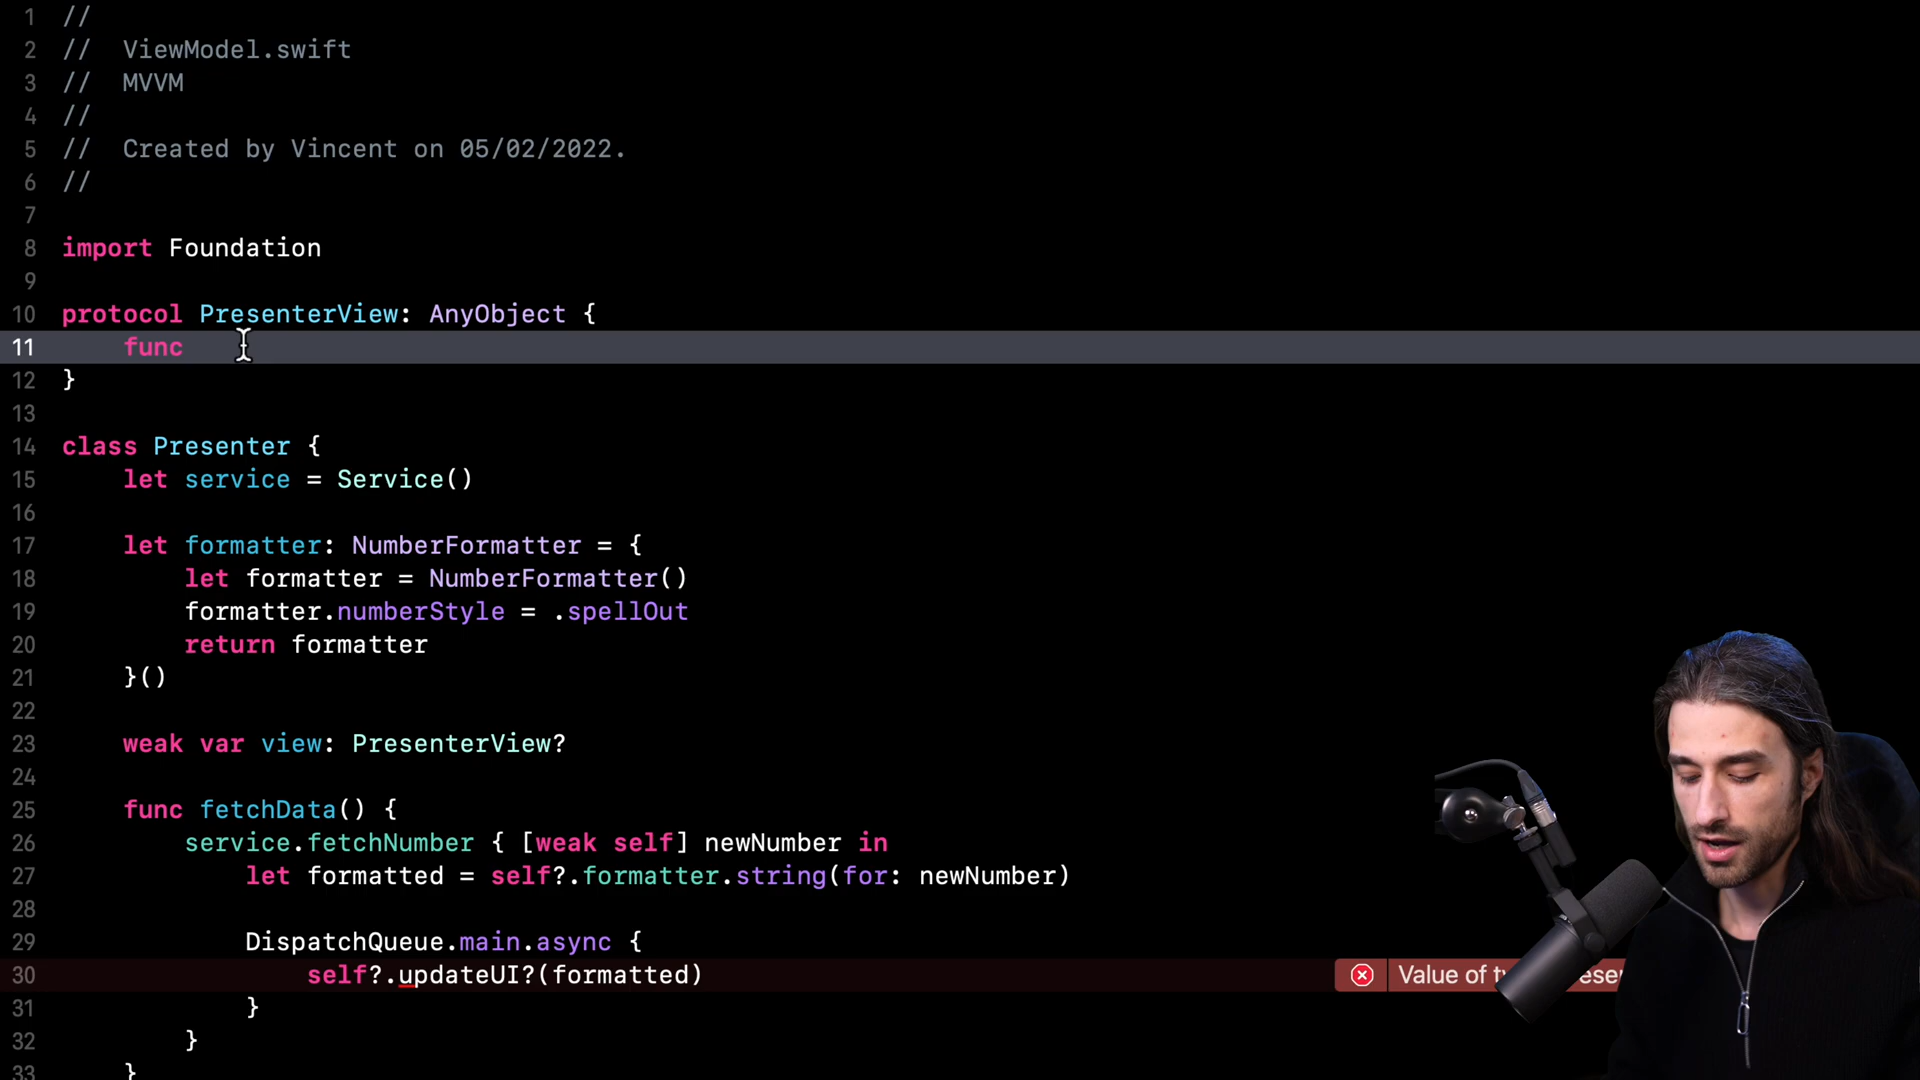 1 //
2 //  ViewModel.swift
3 //  MVVM
4 //
5 //  Created by Vincent on 05/02/2022.
6 //
7
8 import Foundation
9
10 protocol PresenterView: AnyObject {
11     func
12 }
13
14 class Presenter {
15     let service = Service()
16
17     let formatter: NumberFormatter = {
18         let formatter = NumberFormatter()
19         formatter.numberStyle = .spellOut
20         return formatter
21     }()
22
23     weak var view: PresenterView?
24
25     func fetchData() {
26         service.fetchNumber { [weak self] newNumber in
27             let formatted = self?.formatter.string(for: newNumber)
28
29             DispatchQueue.main.async {
30                 self?.updateUI?(formatted) Value of
31             }
32         }
33     }